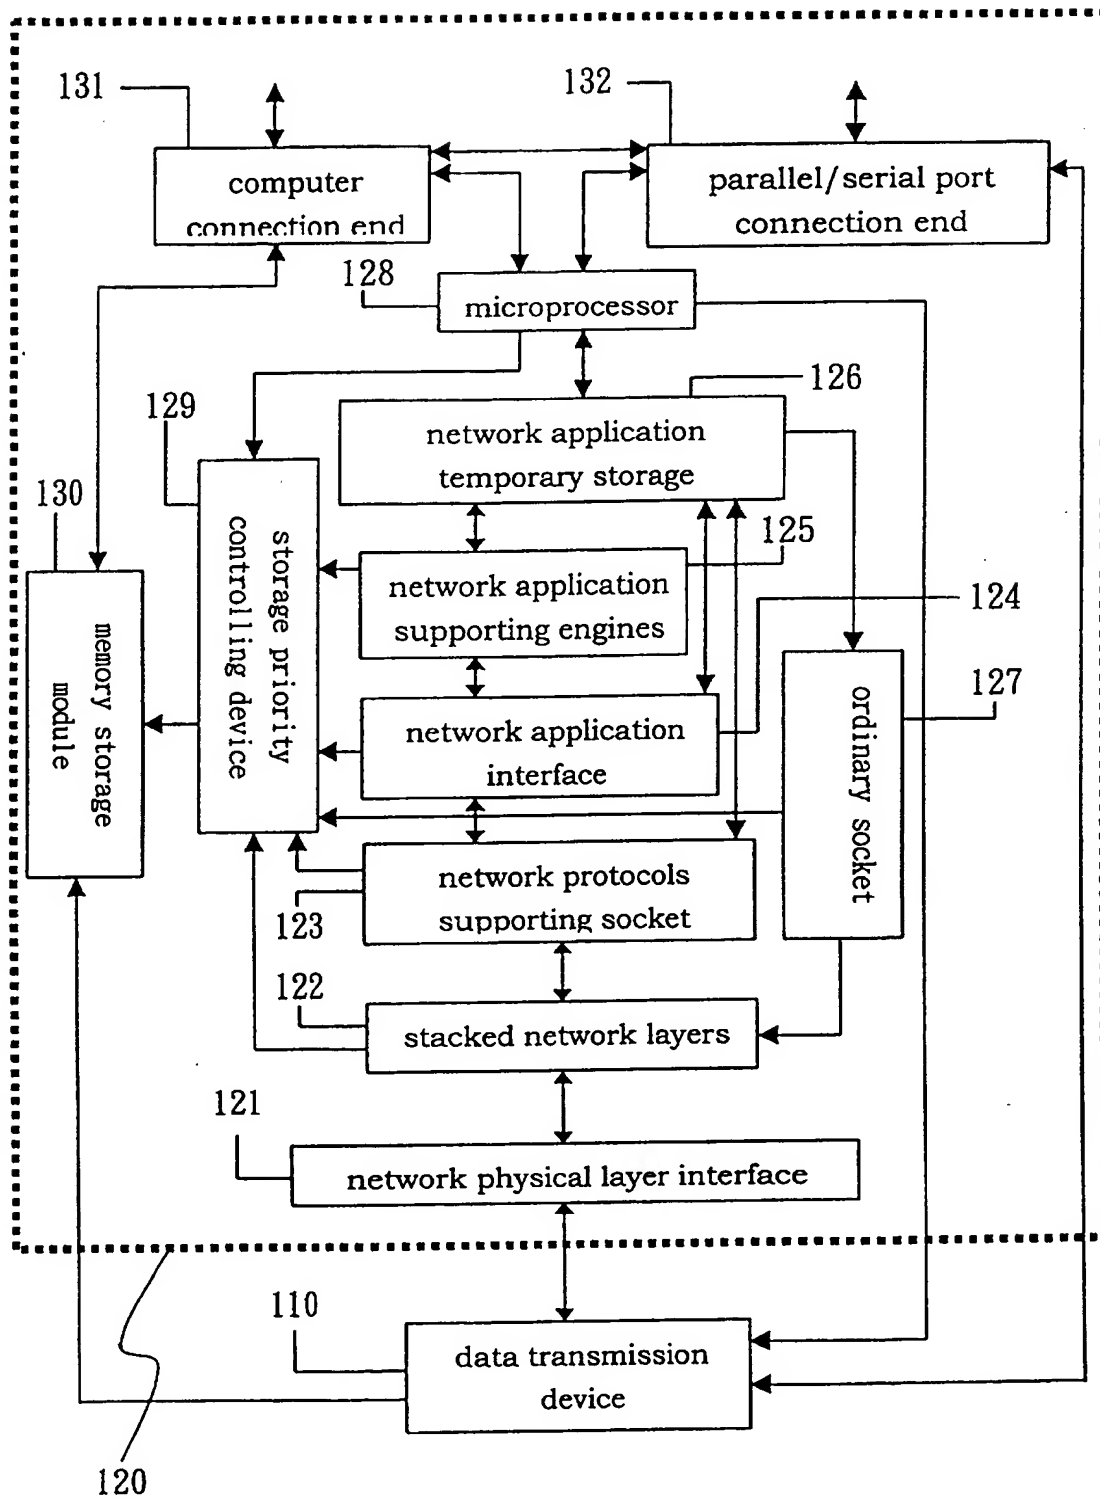 131
132
computer
connection end
parallel/serial port
connection end
128
microprocessor
126
129
network application
temporary storage
130
125
storage priority
controlling device
network application
supporting engines
124
memory storage
module
127
network application
interface
ordinary socket
network protocols
supporting socket
123
122
stacked network layers
121
network physical layer interface
110
data transmission
device
120